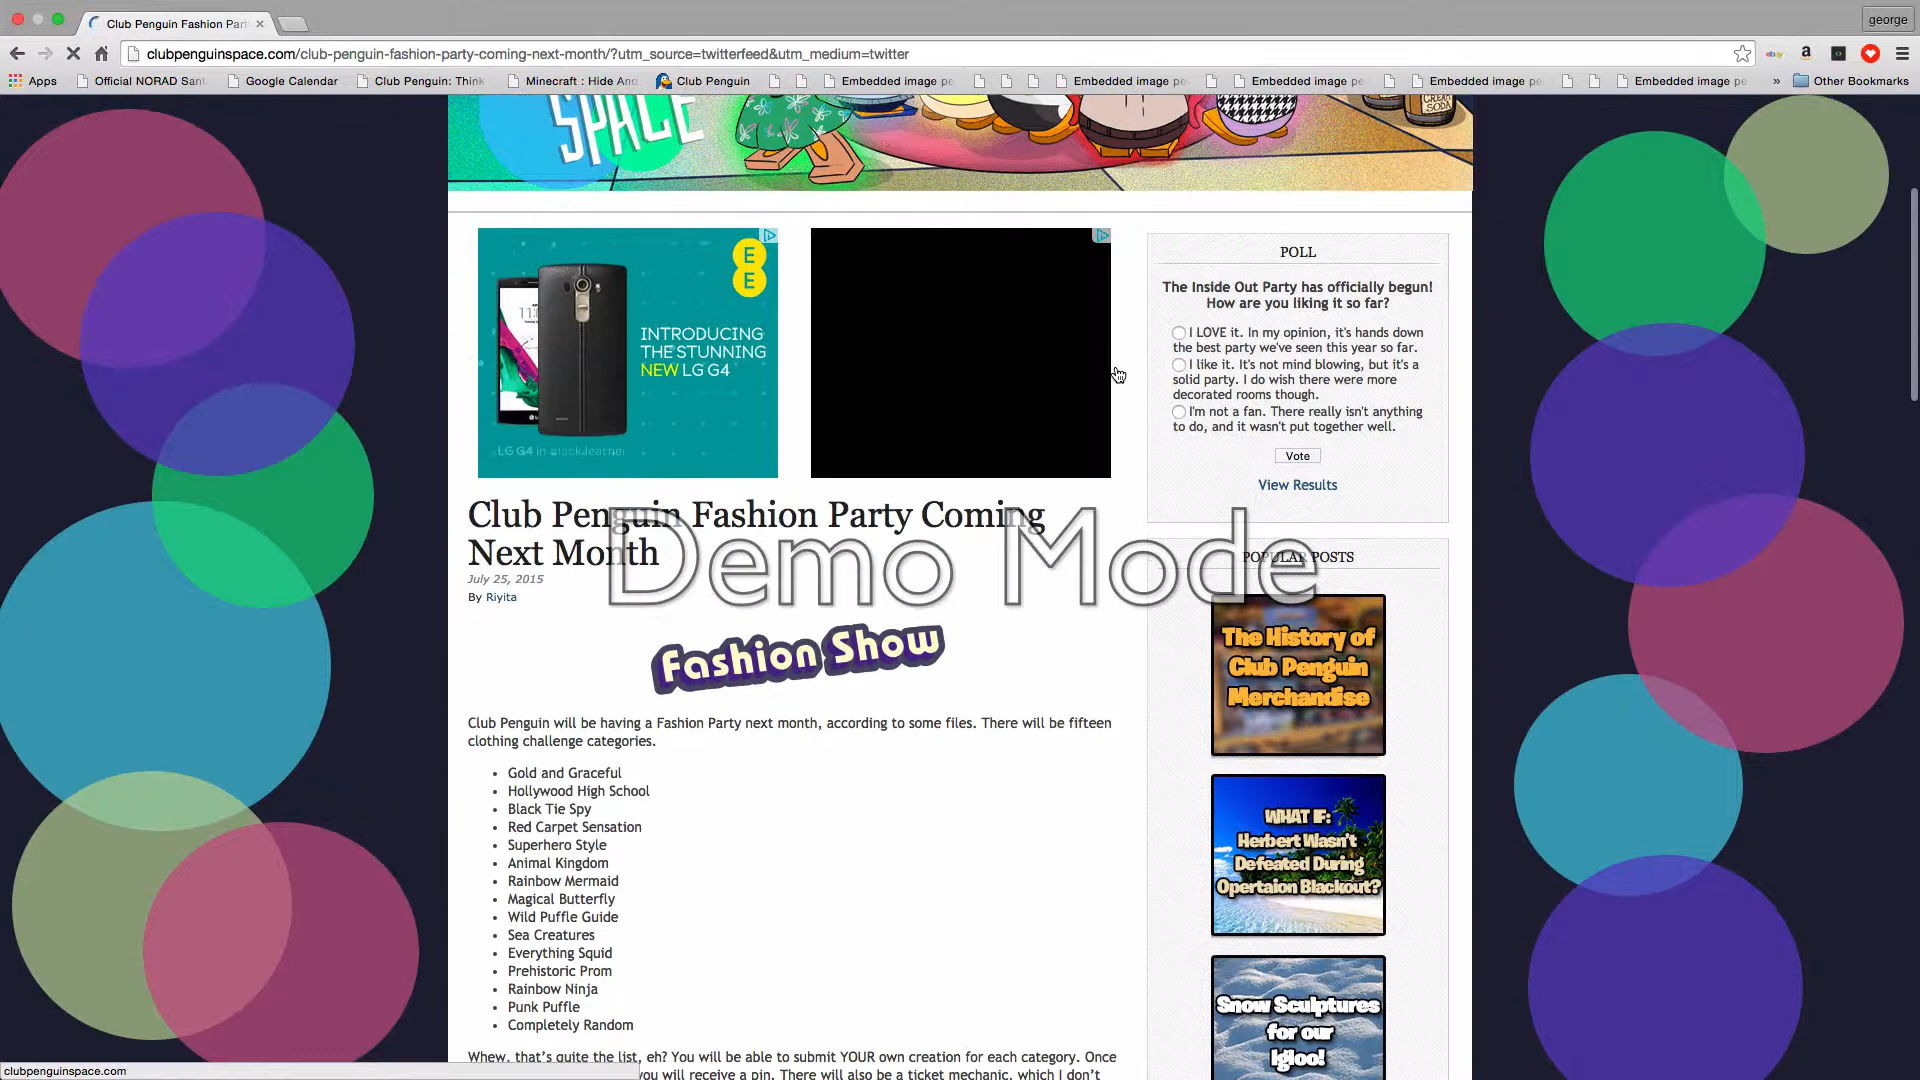 Club Penguin Fashion Par
george
clubpenguinspace.com/club-penguin-fashion-party-coming-next-month/?utm_source=twitterfeed&utm_medium=twitter
Apps Official NORAD Sant Google Calendar Club Penguin: Think Minecraft : Hide And Club Penguin Embedded image pe Embedded image pe Embedded image pe Embedded image pe Embedded image pe » Other Bookmarks
SPACE
CREAM
SODA
E
E
INTRODUCING
THE STUNNING
NEW LG G4
LG G4 in black leather
POLL
The Inside Out Party has officially begun!
How are you liking it so far?
I LOVE it. In my opinion, it's hands down
the best party we've seen this year so far.
I like it. It's not mind blowing, but it's a
solid party. I do wish there were more
decorated rooms though.
I'm not a fan. There really isn't anything
to do, and it wasn't put together well.
Vote
View Results
Club Penguin Fashion Party Coming
Next Month
July 25, 2015
By Riyita
Demo Mode
Fashion Show
Club Penguin will be having a Fashion Party next month, according to some files. There will be fifteen
clothing challenge categories.
• Gold and Graceful
• Hollywood High School
• Black Tie Spy
• Red Carpet Sensation
• Superhero Style
• Animal Kingdom
• Rainbow Mermaid
• Magical Butterfly
• Wild Puffle Guide
• Sea Creatures
• Everything Squid
• Prehistoric Prom
• Rainbow Ninja
• Punk Puffle
• Completely Random
Whew, that's quite the list, eh? You will be able to submit YOUR own creation for each category. Once
you will receive a pin. There will also be a ticket mechanic, which I don't
POPULAR POSTS
The History of
Club Penguin
Merchandise
WHAT IF:
Herbert Wasn't
Defeated During
Opertaion Blackout?
Snow Sculptures
for our
Igloo!
clubpenguinspace.com